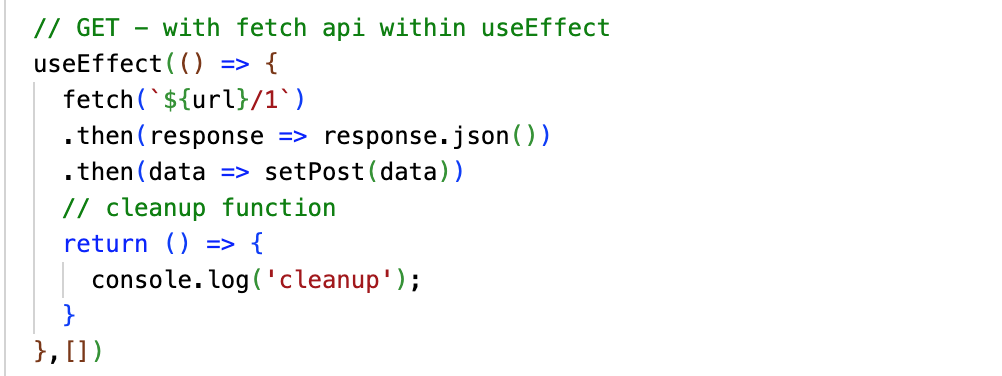 // GET - with fetch api within useEffect
useEffect(() => {
  fetch(`${url}/1`)
  .then(response => response.json())
  .then(data => setPost(data))
  // cleanup function
  return () => {
    console.log('cleanup');
  }
},[])